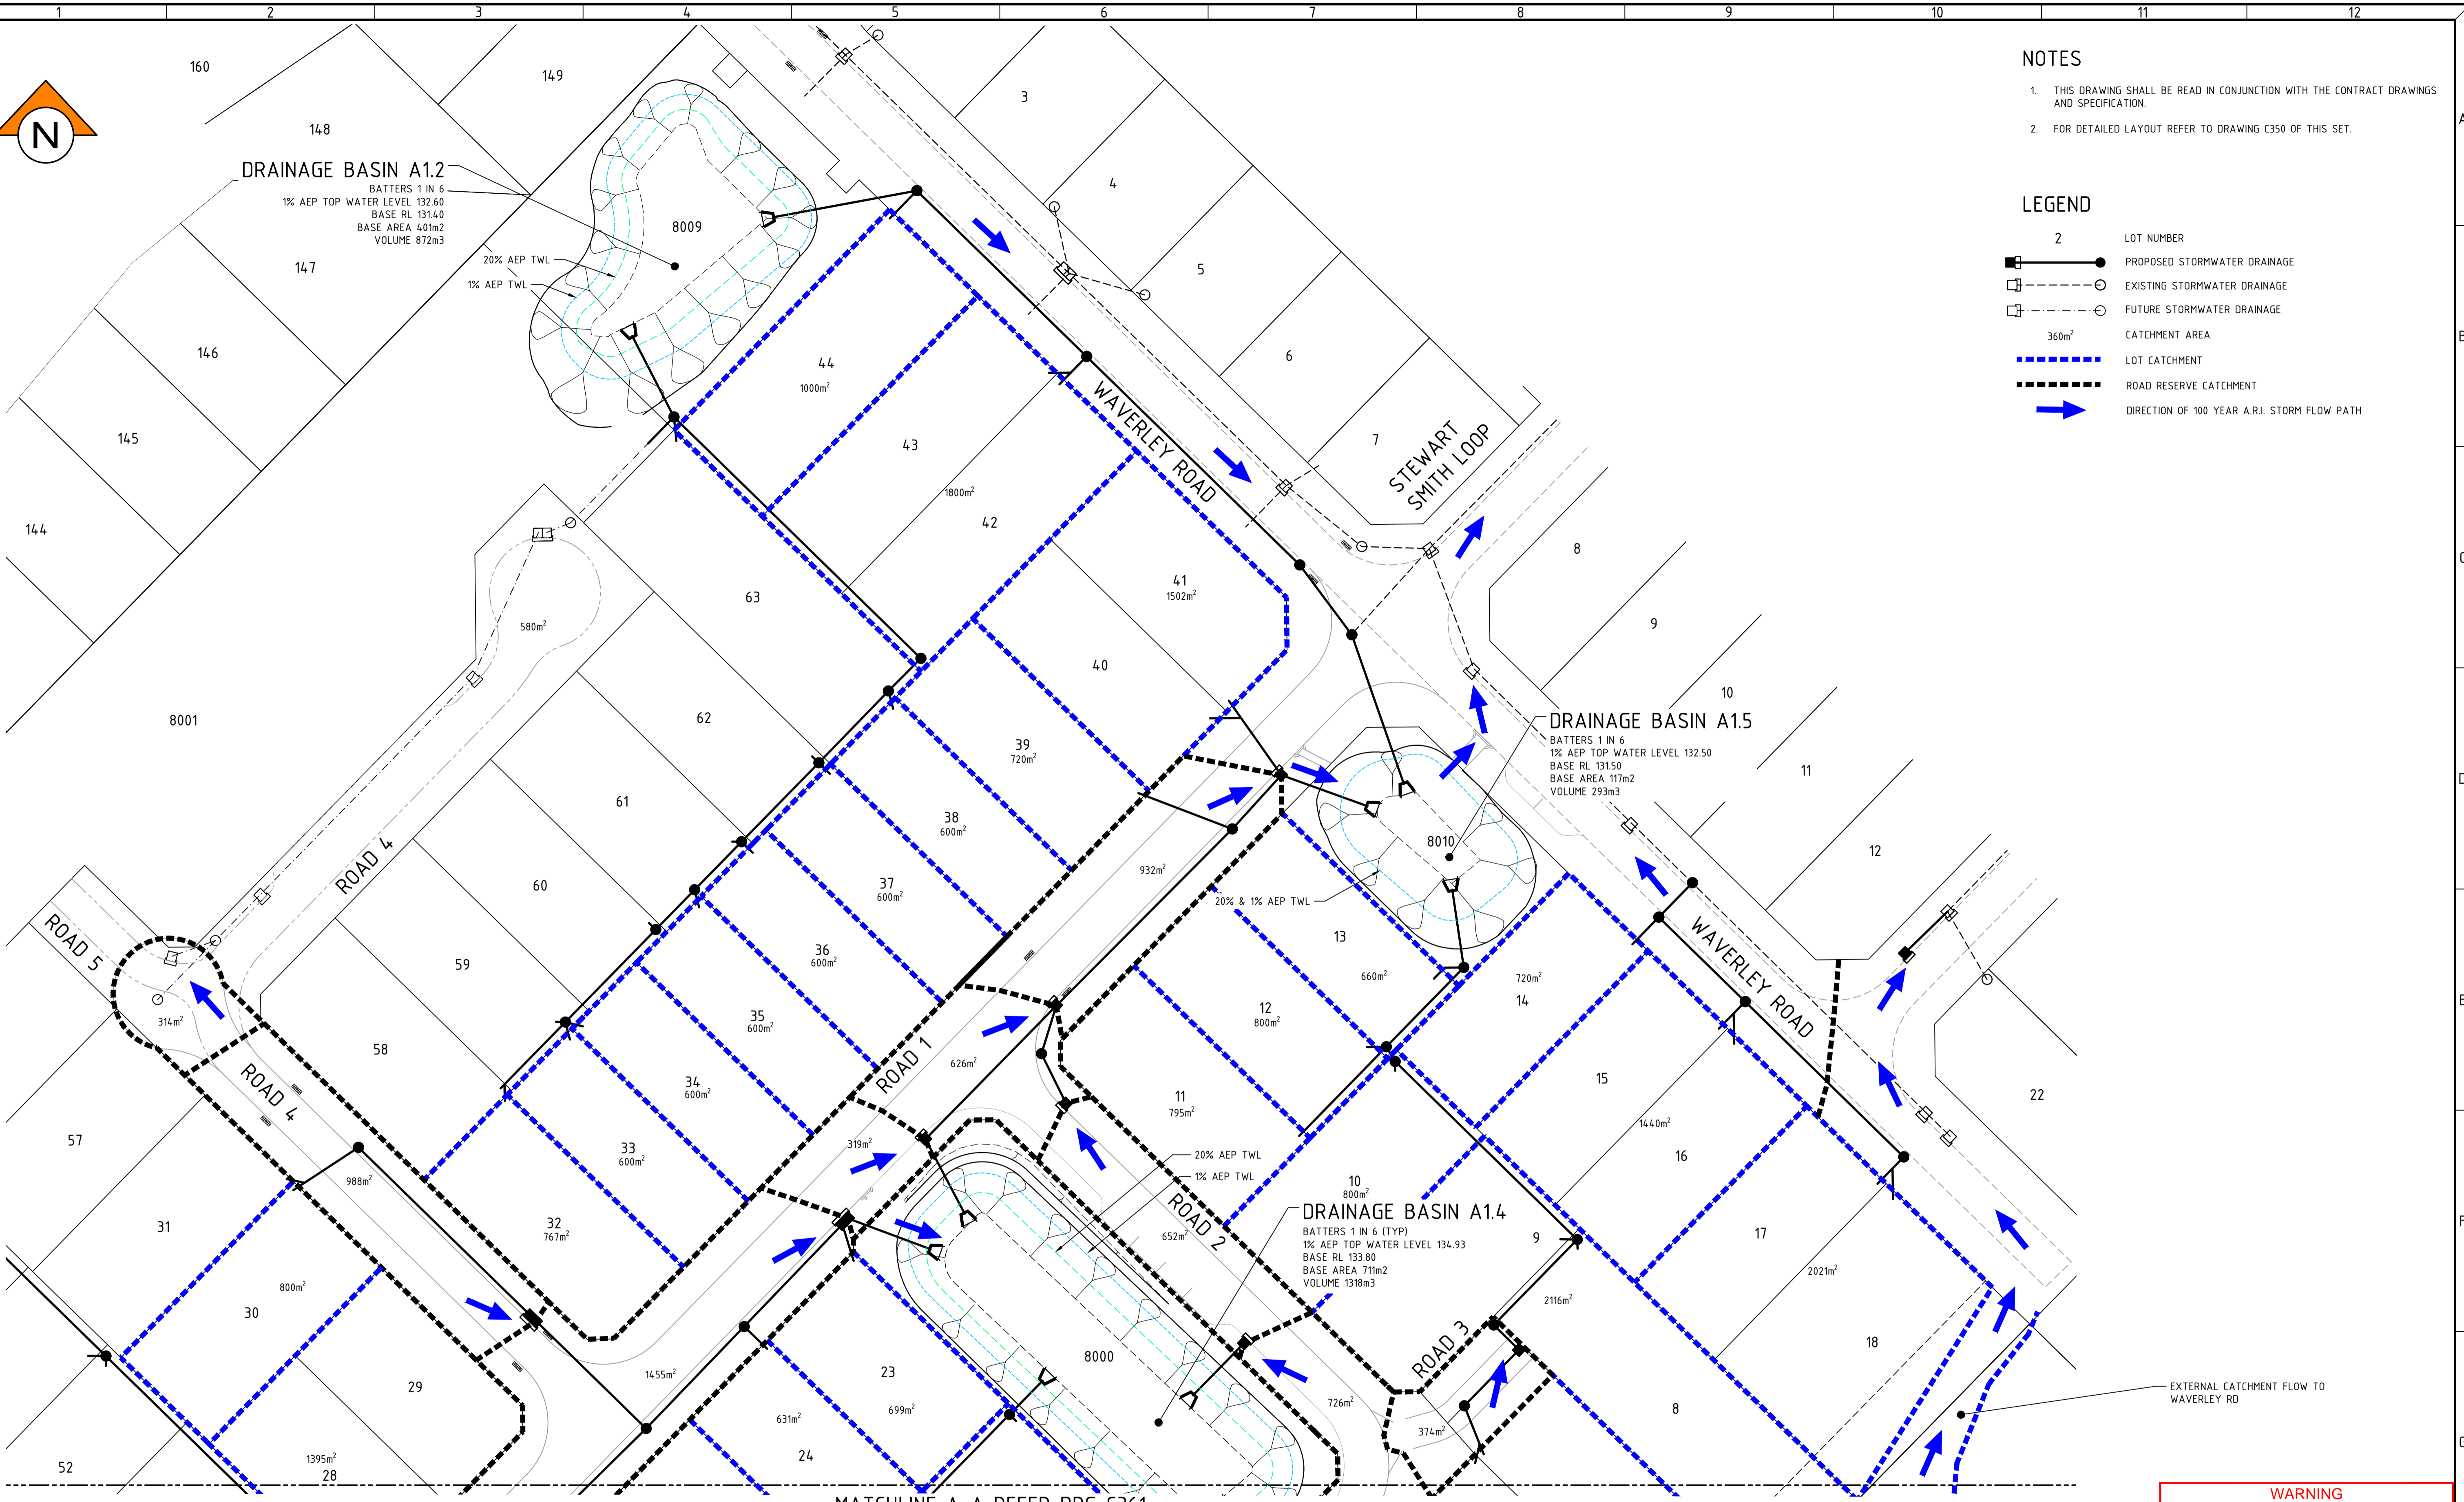 1 2 3 4 5 6 7 8 9 10 11 12
NOTES
1. THIS DRAWING SHALL BE READ IN CONJUNCTION WITH THE CONTRACT DRAWINGS
AND SPECIFICATION.
2. FOR DETAILED LAYOUT REFER TO DRAWING C350 OF THIS SET.
LEGEND
2 LOT NUMBER
PROPOSED STORMWATER DRAINAGE
EXISTING STORMWATER DRAINAGE
FUTURE STORMWATER DRAINAGE
360m² CATCHMENT AREA
LOT CATCHMENT
ROAD RESERVE CATCHMENT
DIRECTION OF 100 YEAR A.R.I. STORM FLOW PATH
N
160
149
148
DRAINAGE BASIN A1.2
BATTERS 1 IN 6
1% AEP TOP WATER LEVEL 132.60
BASE RL 131.40
BASE AREA 401m2
VOLUME 872m3
20% AEP TWL
1% AEP TWL
8009
147
146
145
144
8001
3
4
5
6
7
STEWART
SMITH LOOP
WAVERLEY ROAD
44
1000m²
43
1800m²
42
41
1502m²
40
39
720m²
38
600m²
37
600m²
36
600m²
35
600m²
34
600m²
33
600m²
32
767m²
63
62
61
60
59
58
580m²
ROAD 4
ROAD 5
314m²
ROAD 4
988m²
57
31
30
800m²
29
1395m²
28
52
8
9
10
11
12
22
DRAINAGE BASIN A1.5
BATTERS 1 IN 6
1% AEP TOP WATER LEVEL 132.50
BASE RL 131.50
BASE AREA 117m2
VOLUME 293m3
8010
20% & 1% AEP TWL
932m²
ROAD 1
626m²
319m²
1455m²
13
660m²
12
800m²
11
795m²
10
800m²
720m²
14
15
1440m²
16
17
2021m²
18
WAVERLEY ROAD
9
2116m²
8
ROAD 2
652m²
ROAD 3
726m²
374m²
20% AEP TWL
1% AEP TWL
DRAINAGE BASIN A1.4
BATTERS 1 IN 6 (TYP)
1% AEP TOP WATER LEVEL 134.93
BASE RL 133.80
BASE AREA 711m2
VOLUME 1318m3
8000
23
699m²
631m²
24
EXTERNAL CATCHMENT FLOW TO
WAVERLEY RD
WARNING